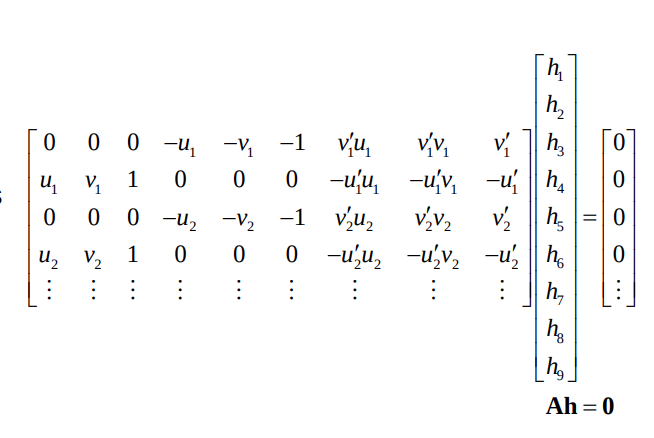 h₁
h₂
0 0 0 −u₁ −v₁ −1 v′₁u₁ v′₁v₁ v′₁ h₃ 0
u₁ v₁ 1 0 0 0 −u′₁u₁ −u′₁v₁ −u′₁ h₄ 0
0 0 0 −u₂ −v₂ −1 v′₂u₂ v′₂v₂ v′₂ h₅ = 0
u₂ v₂ 1 0 0 0 −u′₂u₂ −u′₂v₂ −u′₂ h₆ 0
⋮ ⋮ ⋮ ⋮ ⋮ ⋮ ⋮ ⋮ ⋮ h₇ ⋮
h₈
h₉
Ah = 0